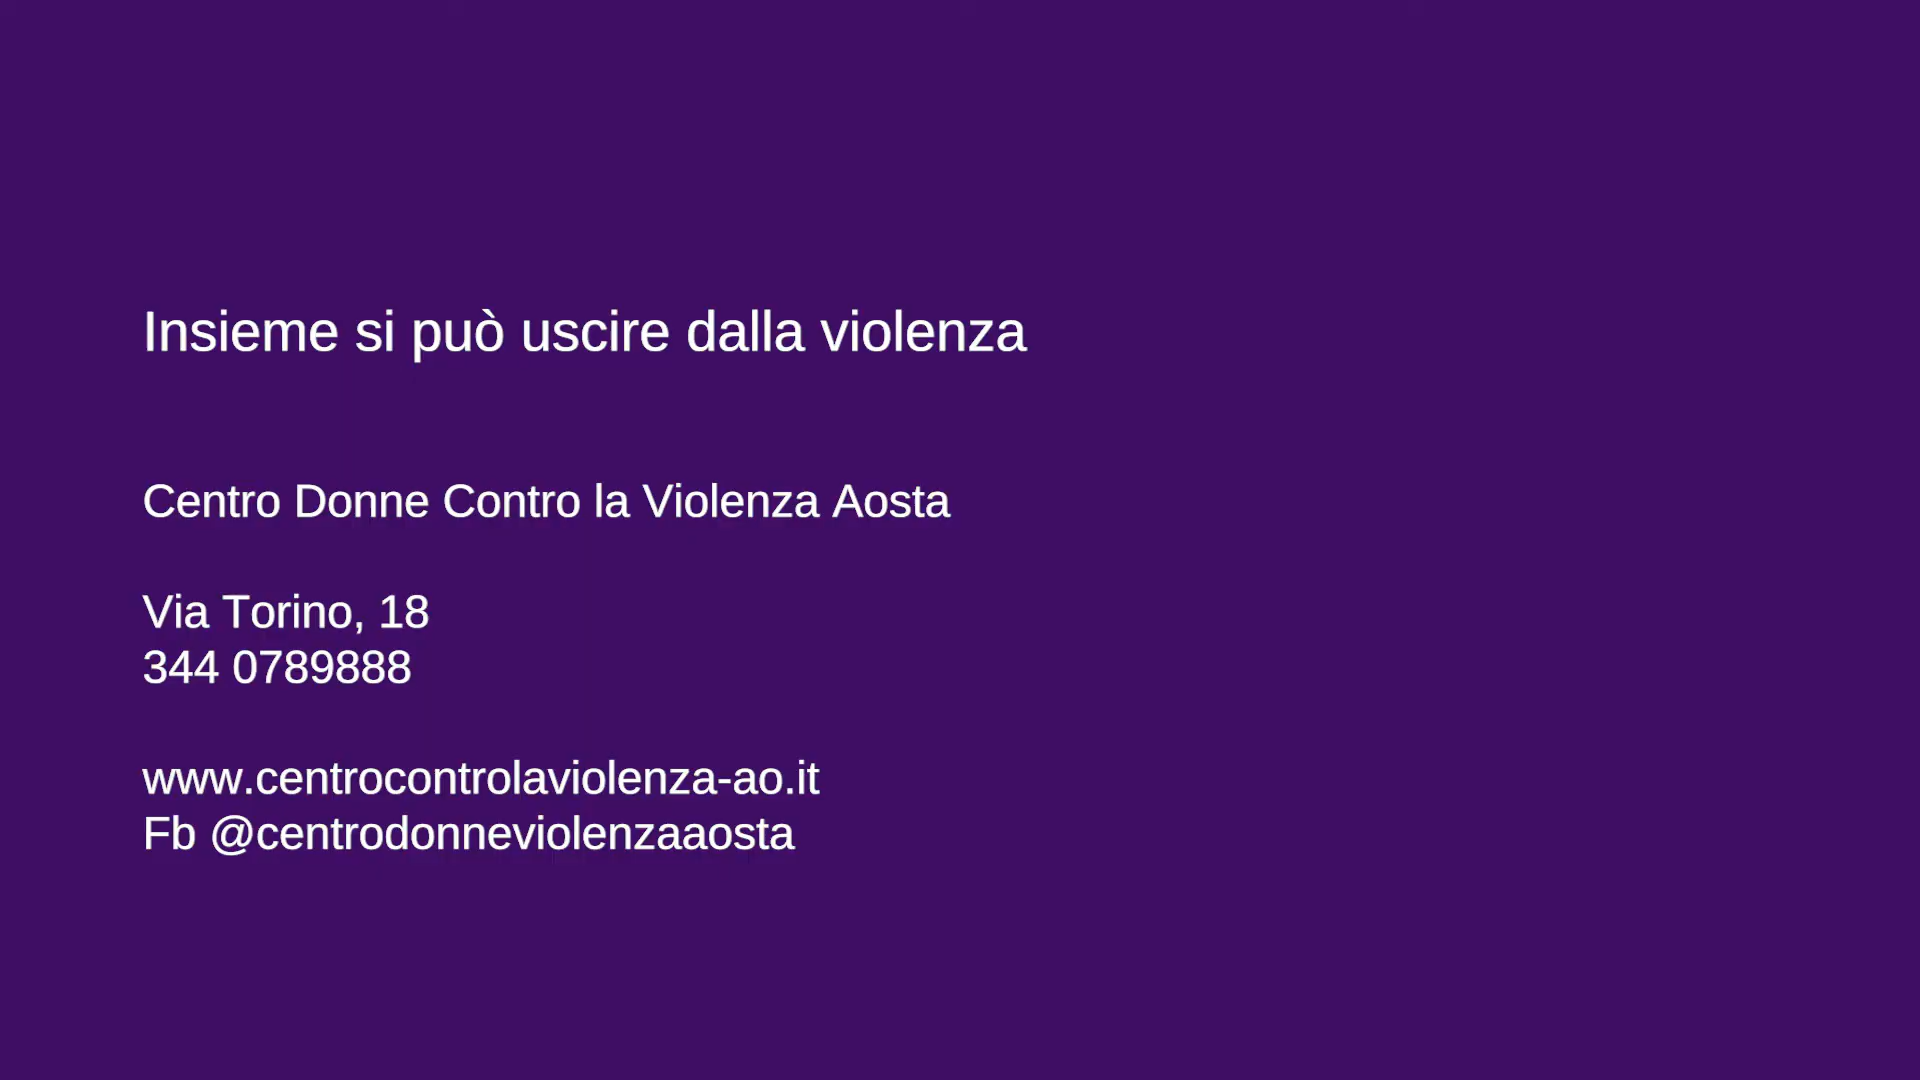 Insieme si può uscire dalla violenza
Centro Donne Contro la Violenza Aosta
Via Torino, 18
344 0789888
www.centrocontrolaviolenza-ao.it
Fb @centrodonneviolenzaaosta